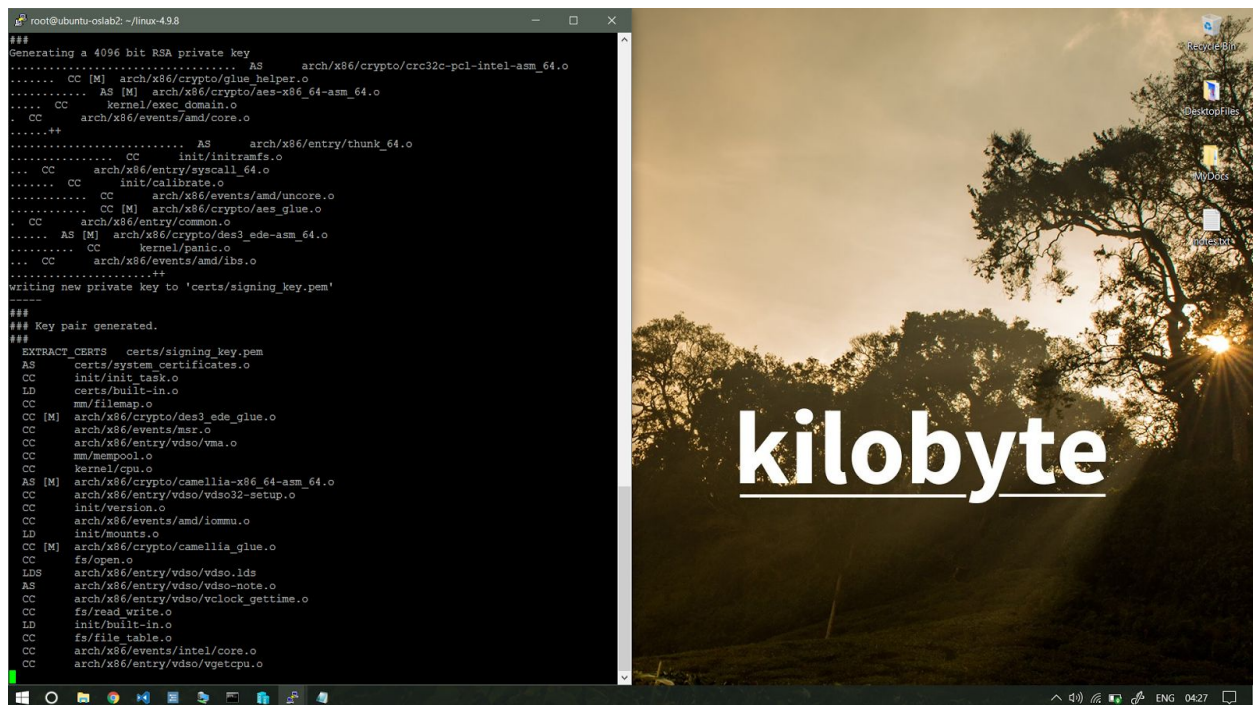 root@ubuntu-oslab2: ~/linux-4.9.8
###
Generating a 4096 bit RSA private key
.................................. AS      arch/x86/crypto/crc32c-pcl-intel-asm_64.o
....... CC [M]  arch/x86/crypto/glue_helper.o
............ AS [M]  arch/x86/crypto/aes-x86_64-asm_64.o
..... CC      kernel/exec_domain.o
. CC      arch/x86/events/amd/core.o
......++
........................... AS      arch/x86/entry/thunk_64.o
................ CC      init/initramfs.o
... CC      arch/x86/entry/syscall_64.o
....... CC      init/calibrate.o
............ CC      arch/x86/events/amd/uncore.o
............ CC [M]  arch/x86/crypto/aes_glue.o
. CC      arch/x86/entry/common.o
...... AS [M]  arch/x86/crypto/des3_ede-asm_64.o
.......... CC      kernel/panic.o
... CC      arch/x86/events/amd/ibs.o
......................++
writing new private key to 'certs/signing_key.pem'
-----
###
### Key pair generated.
###
EXTRACT_CERTS   certs/signing_key.pem
AS      certs/system_certificates.o
CC      init/init_task.o
LD      certs/built-in.o
CC      mm/filemap.o
CC [M]  arch/x86/crypto/des3_ede_glue.o
CC      arch/x86/events/msr.o
CC      arch/x86/entry/vdso/vma.o
CC      mm/mempool.o
CC      kernel/cpu.o
AS [M]  arch/x86/crypto/camellia-x86_64-asm_64.o
CC      arch/x86/entry/vdso/vdso32-setup.o
CC      init/version.o
CC      arch/x86/events/amd/iommu.o
LD      init/mounts.o
CC [M]  arch/x86/crypto/camellia_glue.o
CC      fs/open.o
LDS     arch/x86/entry/vdso/vdso.lds
AS      arch/x86/entry/vdso/vdso-note.o
CC      arch/x86/entry/vdso/vclock_gettime.o
CC      fs/read_write.o
LD      init/built-in.o
CC      fs/file_table.o
CC      arch/x86/events/intel/core.o
CC      arch/x86/entry/vdso/vgetcpu.o
Recycle Bin
DesktopFiles
MyDocs
notes.txt
kilobyte
ENG 04:27